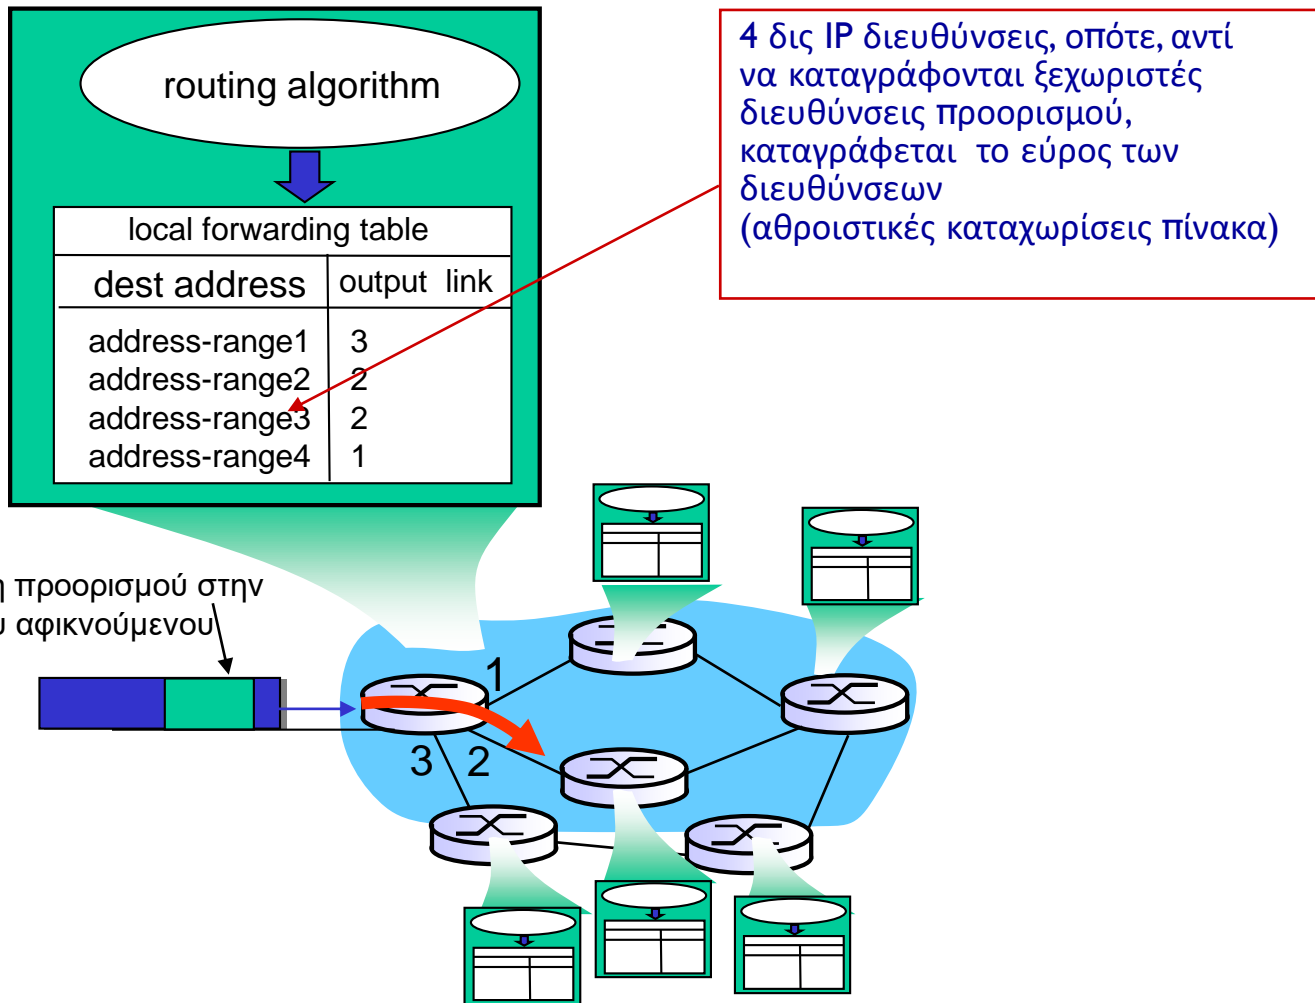 routing algorithm
local forwarding table
dest address output link
address-range1 3
address-range2 2
address-range3 2
address-range4 1
4 δις IP διευθύνσεις, οπότε, αντί
να καταγράφονται ξεχωριστές
διευθύνσεις προορισμού,
καταγράφεται το εύρος των
διευθύνσεων
(αθροιστικές καταχωρίσεις πίνακα)
προορισμού στην
αφικνούμενου
1
3 2